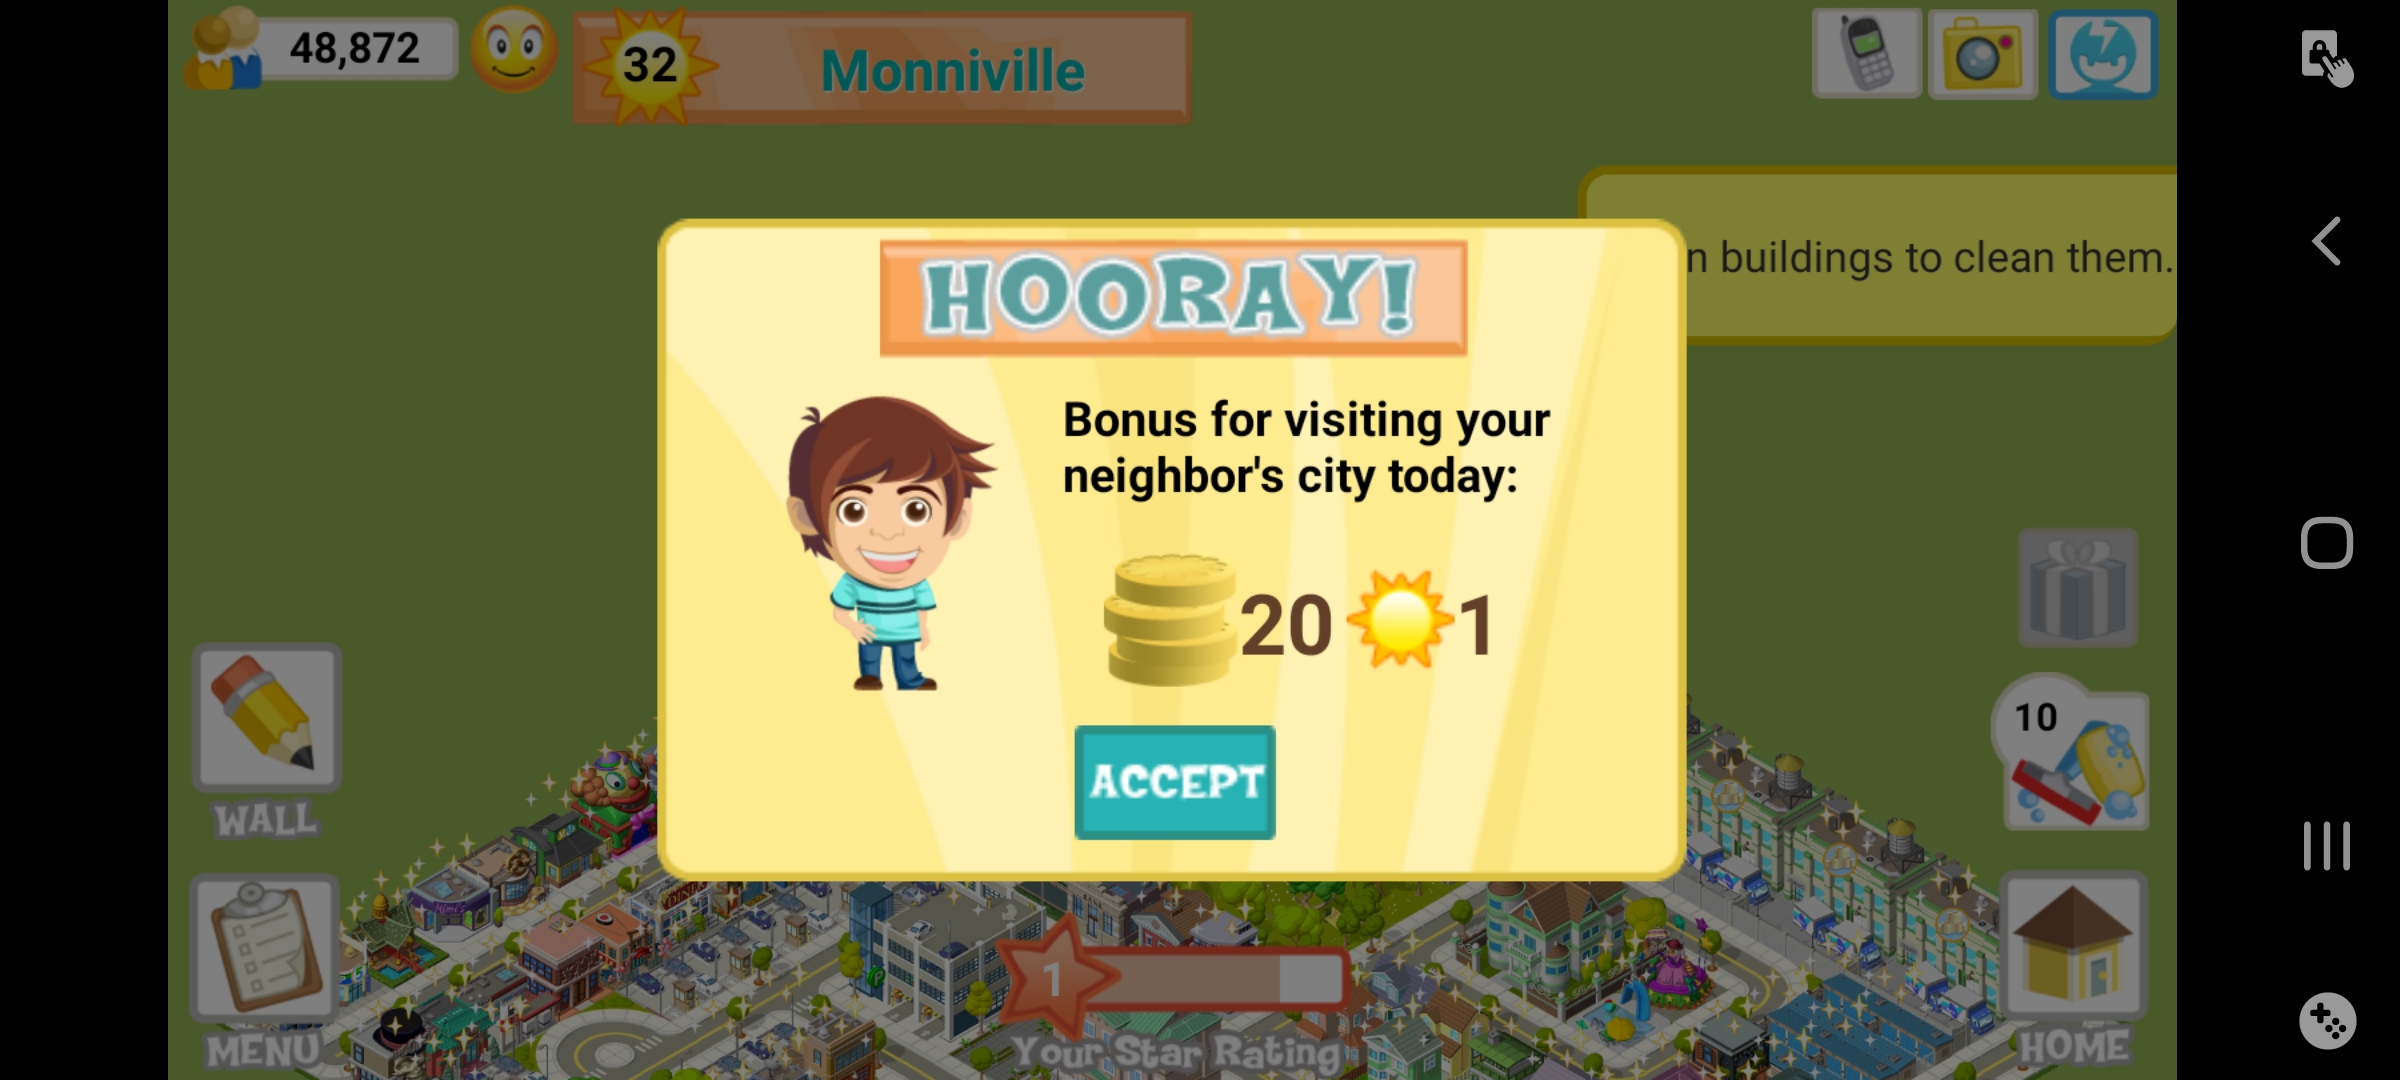 48,872
32
Monniville
n buildings to clean them.
HOORAY!
Bonus for visiting your
neighbor's city today:
20
1
ACCEPT
10
WALL
1
MENU
Your Star Rating
HOME